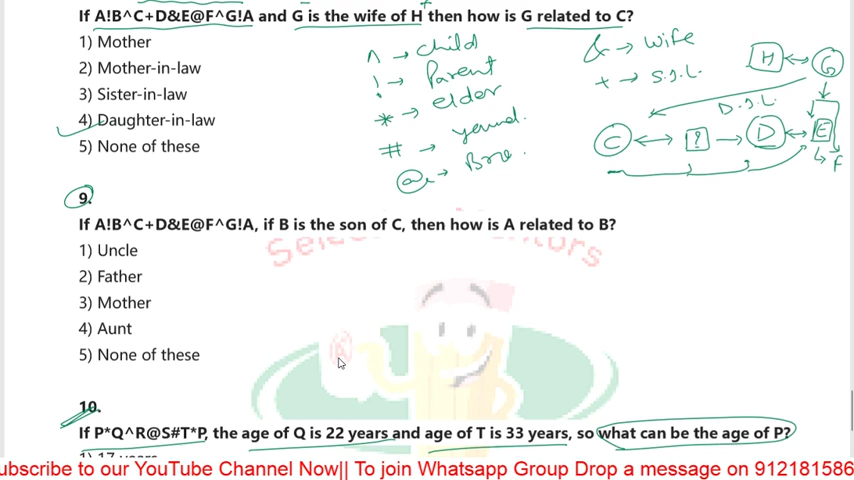 If A!B^C+D&E@F^G!A and G is the wife of H then how is G related to C?
1) Mother
2) Mother-in-law
3) Sister-in-law
4) Daughter-in-law
5) None of these
^ → child
! → Parent
* → elder
# →
@ → Bro.
& → Wife
+ → S.I.L.
H ↔ G
D.I.L.
C ↔ ? → D ↔ E
F
9.
If A!B^C+D&E@F^G!A, if B is the son of C, then how is A related to B?
1) Uncle
2) Father
3) Mother
4) Aunt
5) None of these
10.
If P*Q^R@S#T*P, the age of Q is 22 years and age of T is 33 years, so what can be the age of P?
1) 17 years
ubscribe to our YouTube Channel Now|| To join Whatsapp Group Drop a message on 912181586